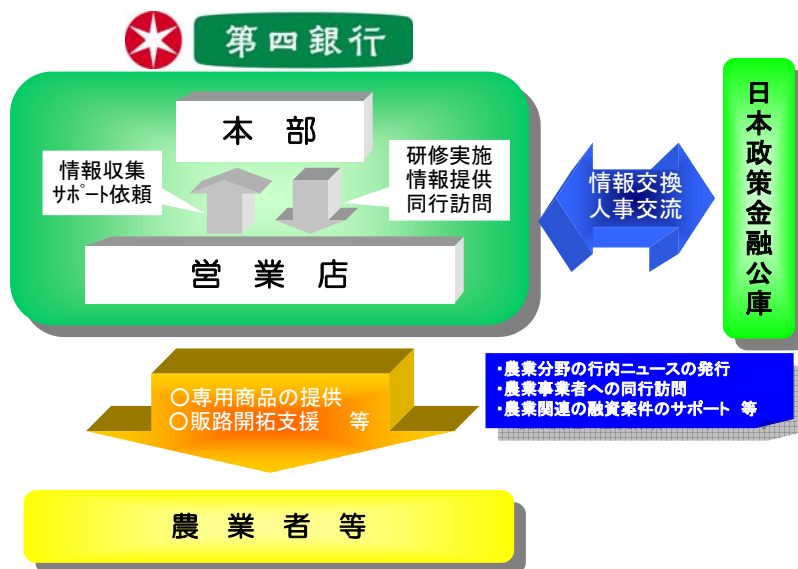 第四銀行
本部
情報収集
サポート依頼
研修実施
情報提供
同行訪問
営業店
情報交換
人事交流
日本政策金融公庫
○専用商品の提供
○販路開拓支援　等
・農業分野の行内ニュースの発行
・農業事業者への同行訪問
・農業関連の融資案件のサポート　等
農業者等